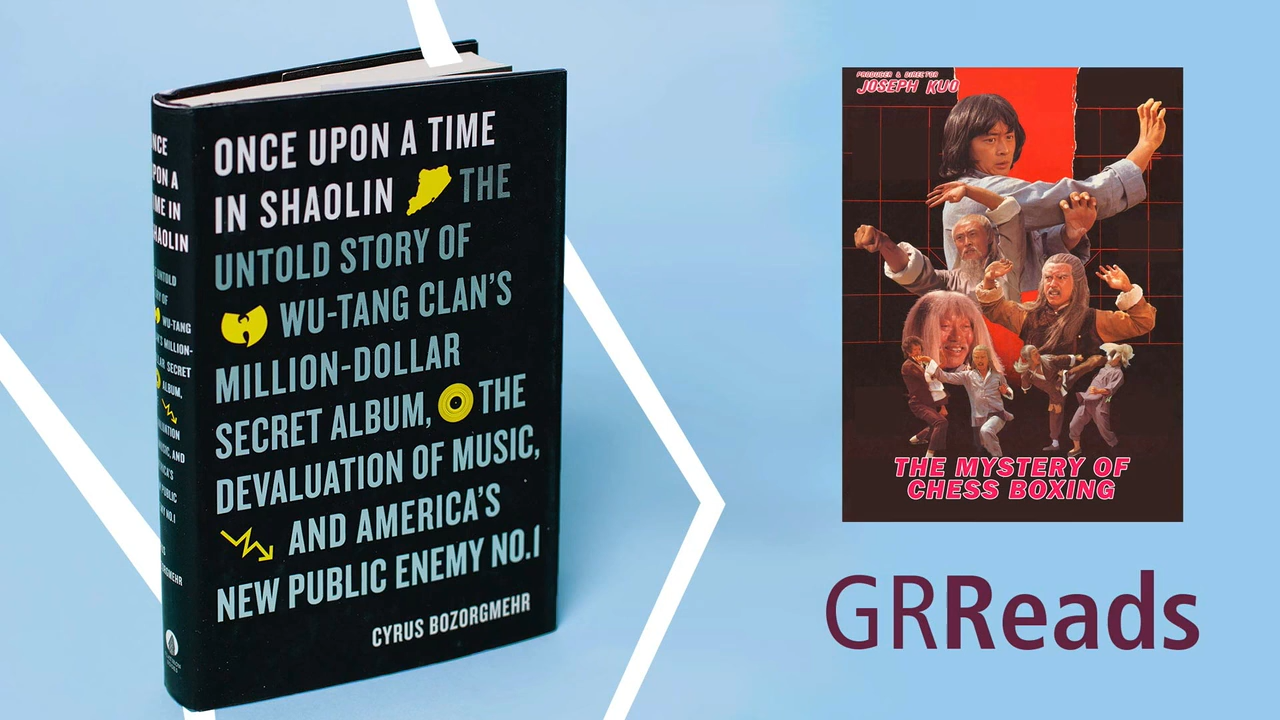 ONCE UPON A TIME
IN SHAOLIN THE
UNTOLD STORY OF
WU-TANG CLAN'S
MILLION-DOLLAR
SECRET ALBUM, THE
DEVALUATION OF MUSIC,
AND AMERICA'S
NEW PUBLIC ENEMY NO.1
CYRUS BOZORGMEHR
PRODUCER & DIRECTOR
JOSEPH KUO
THE MYSTERY OF
CHESS BOXING
GRReads